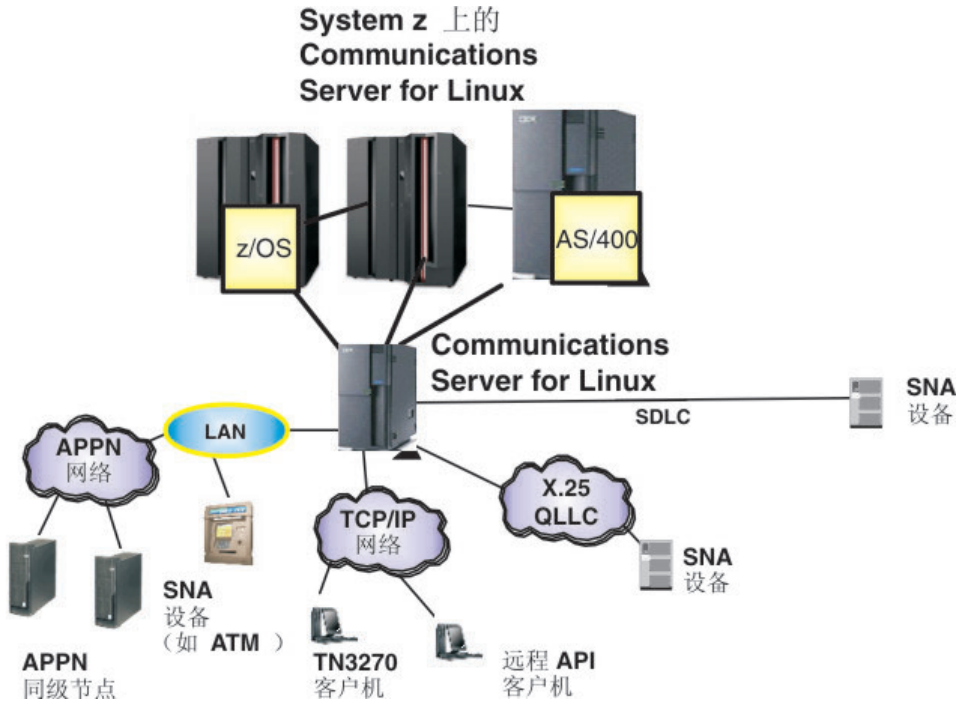 System z 上的
Communications
Server for Linux
z/OS
AS/400
Communications
Server for Linux
SDLC
SNA
设备
LAN
APPN
网络
X.25
QLLC
TCP/IP
网络
SNA
设备
SNA
设备
（如 ATM ）
APPN
同级节点
TN3270
客户机
远程 API
客户机